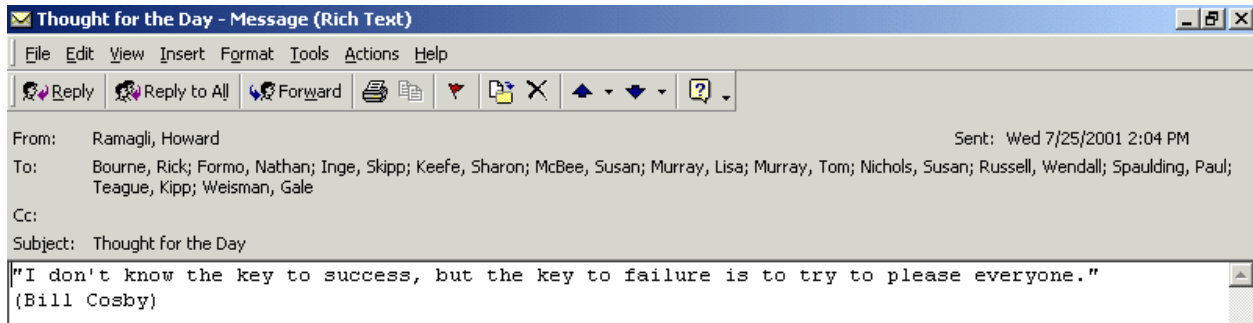 Thought for the Day - Message (Rich Text)
File Edit View Insert Format Tools Actions Help
Reply Reply to All Forward
From: Ramagli, Howard Sent: Wed 7/25/2001 2:04 PM
To: Bourne, Rick; Formo, Nathan; Inge, Skipp; Keefe, Sharon; McBee, Susan; Murray, Lisa; Murray, Tom; Nichols, Susan; Russell, Wendall; Spaulding, Paul;
Teague, Kipp; Weisman, Gale
Cc:
Subject: Thought for the Day
"I don't know the key to success, but the key to failure is to try to please everyone."
(Bill Cosby)